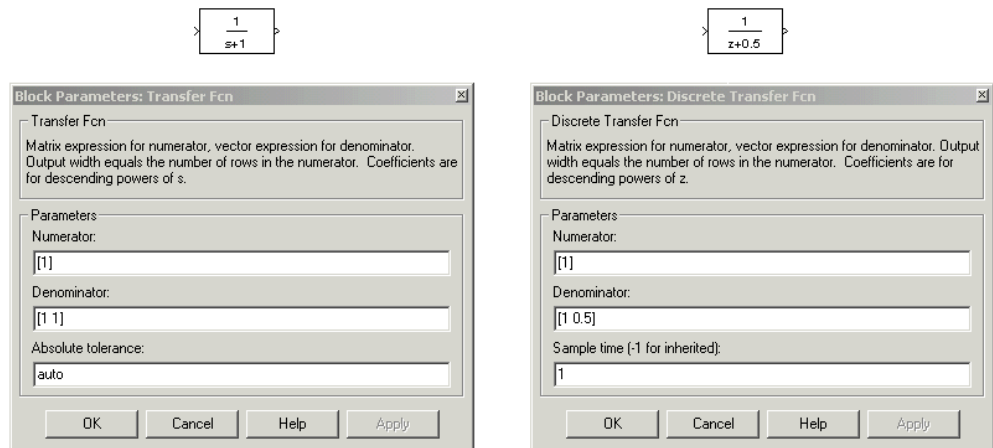 1
s+1
1
z+0.5
Block Parameters: Transfer Fcn
Transfer Fcn
Matrix expression for numerator, vector expression for denominator.
Output width equals the number of rows in the numerator. Coefficients are
for descending powers of s.
Parameters
Numerator:
[1]
Denominator:
[1 1]
Absolute tolerance:
auto
OK Cancel Help Apply
Block Parameters: Discrete Transfer Fcn
Discrete Transfer Fcn
Matrix expression for numerator, vector expression for denominator. Output
width equals the number of rows in the numerator. Coefficients are for
descending powers of z.
Parameters
Numerator:
[1]
Denominator:
[1 0.5]
Sample time (-1 for inherited):
1
OK Cancel Help Apply